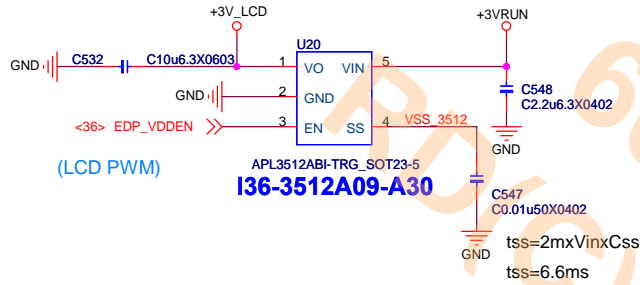 +3V_LCD
+3VRUN
U20
C532
C10u6.3X0603
GND
1
VO
VIN
5
GND
2
GND
C548
C2.2u6.3X0402
<36> EDP_VDDEN
3
EN
SS
4
VSS_3512
GND
(LCD PWM)
APL3512ABI-TRG_SOT23-5
I36-3512A09-A30
C547
C0.01u50X0402
GND
tss=2mxVinxCss
tss=6.6ms